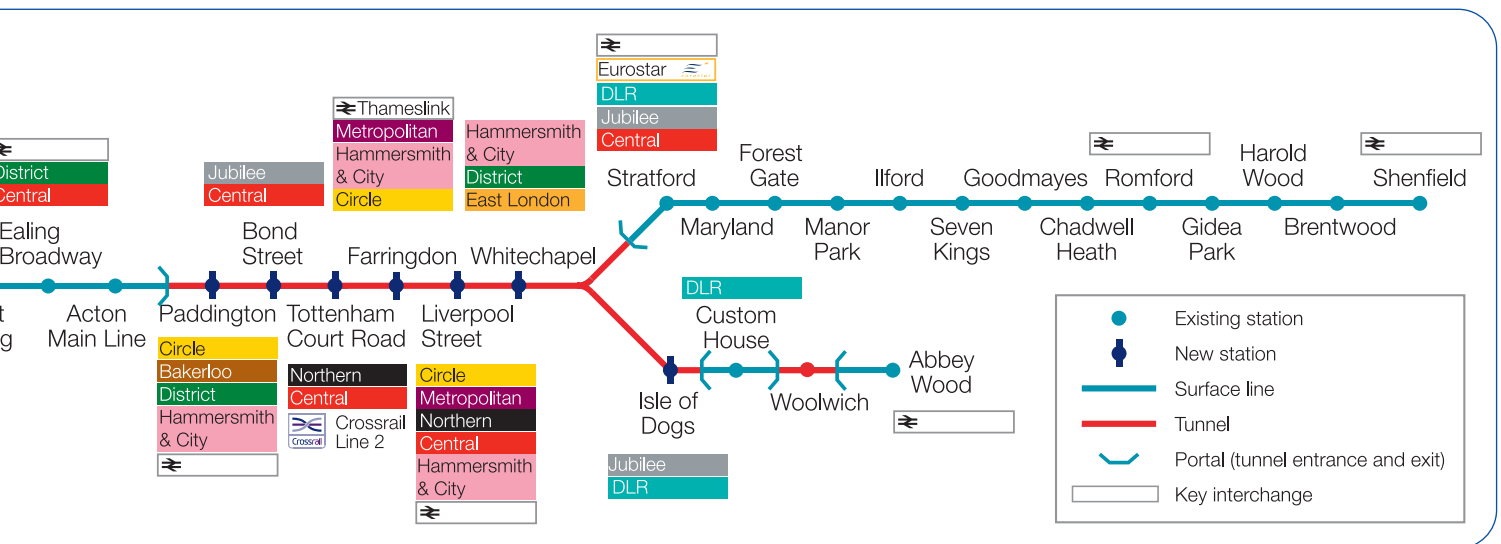 District
Central
Ealing
Broadway
t
g
Acton
Main Line
Paddington
Circle
Bakerloo
District
Hammersmith
& City
Jubilee
Central
Bond
Street
Tottenham
Court Road
Northern
Central
Crossrail
Crossrail
Line 2
Thameslink
Metropolitan
Hammersmith
& City
Circle
Farringdon
Liverpool
Street
Circle
Metropolitan
Northern
Central
Hammersmith
& City
Hammersmith
& City
District
East London
Whitechapel
Eurostar
DLR
Jubilee
Central
Stratford
Maryland
Forest
Gate
Manor
Park
Ilford
Seven
Kings
Goodmayes
Chadwell
Heath
Romford
Gidea
Park
Harold
Wood
Brentwood
Shenfield
Isle of
Dogs
Jubilee
DLR
DLR
Custom
House
Woolwich
Abbey
Wood
Existing station
New station
Surface line
Tunnel
Portal (tunnel entrance and exit)
Key interchange